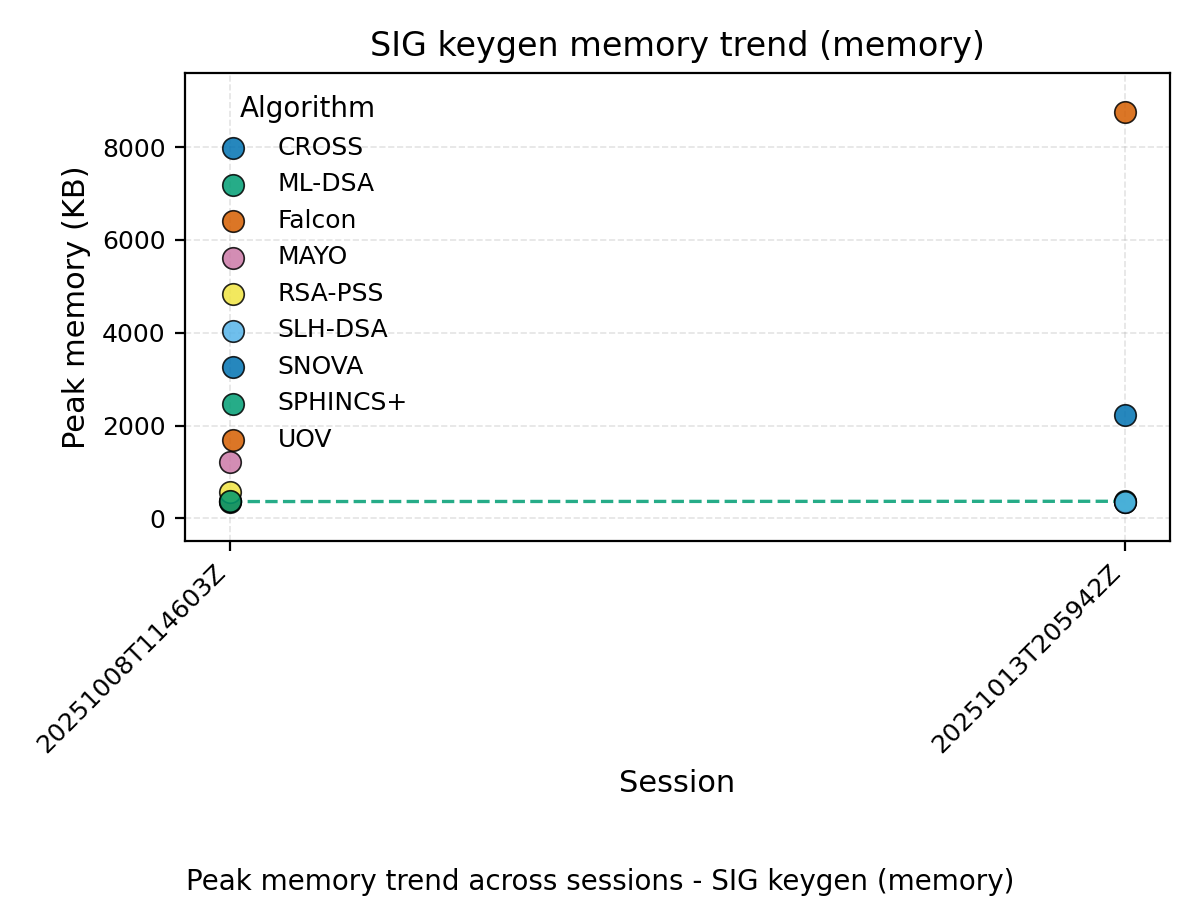 SIG keygen memory trend (memory)
Peak memory (KB)
8000
6000
4000
2000
0
Algorithm
CROSS
ML-DSA
Falcon
MAYO
RSA-PSS
SLH-DSA
SNOVA
SPHINCS+
UOV
20251008T114603Z
20251013T205942Z
Session
Peak memory trend across sessions - SIG keygen (memory)